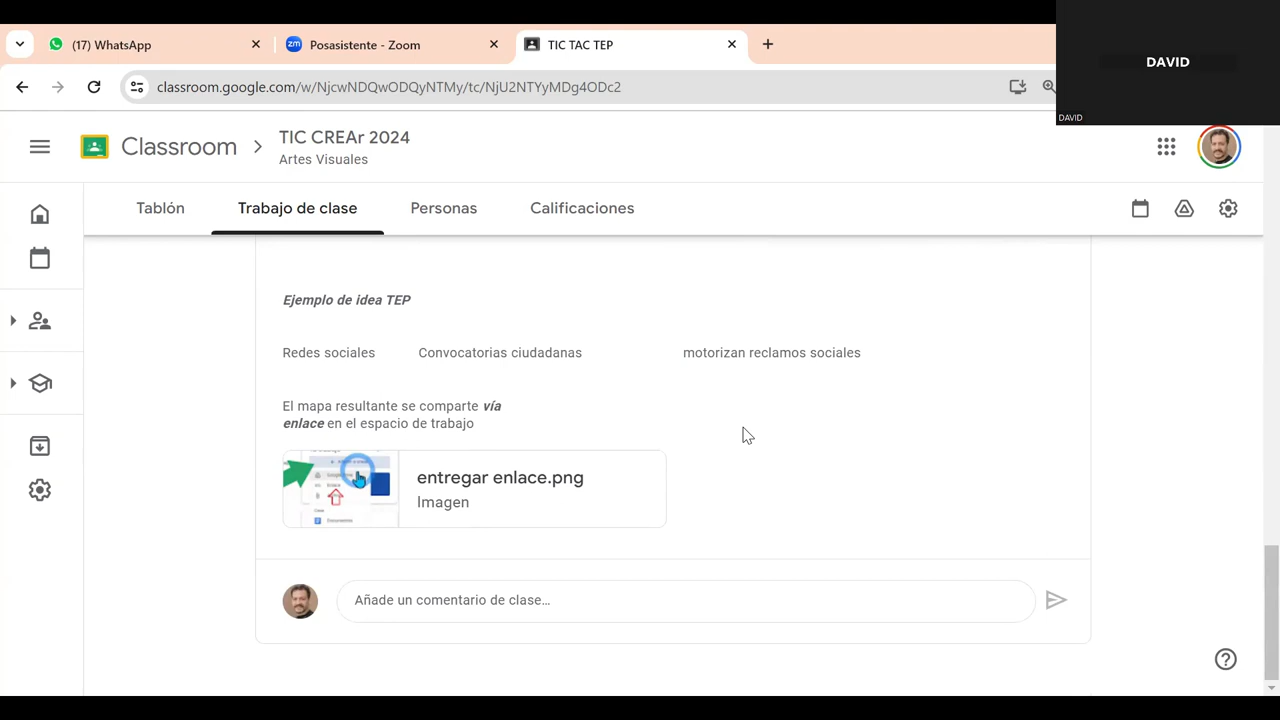 (17) WhatsApp
Posasistente - Zoom
TIC TAC TEP
DAVID
DAVID
classroom.google.com/w/NjcwNDQwODQyNTMy/tc/NjU2NTYyMDg4ODc2
Classroom
TIC CREAr 2024
Artes Visuales
Tablón
Trabajo de clase
Personas
Calificaciones
Ejemplo de idea TEP
Redes sociales Convocatorias ciudadanas motorizan reclamos sociales
El mapa resultante se comparte vía
enlace en el espacio de trabajo
entregar enlace.png
Imagen
Añade un comentario de clase...